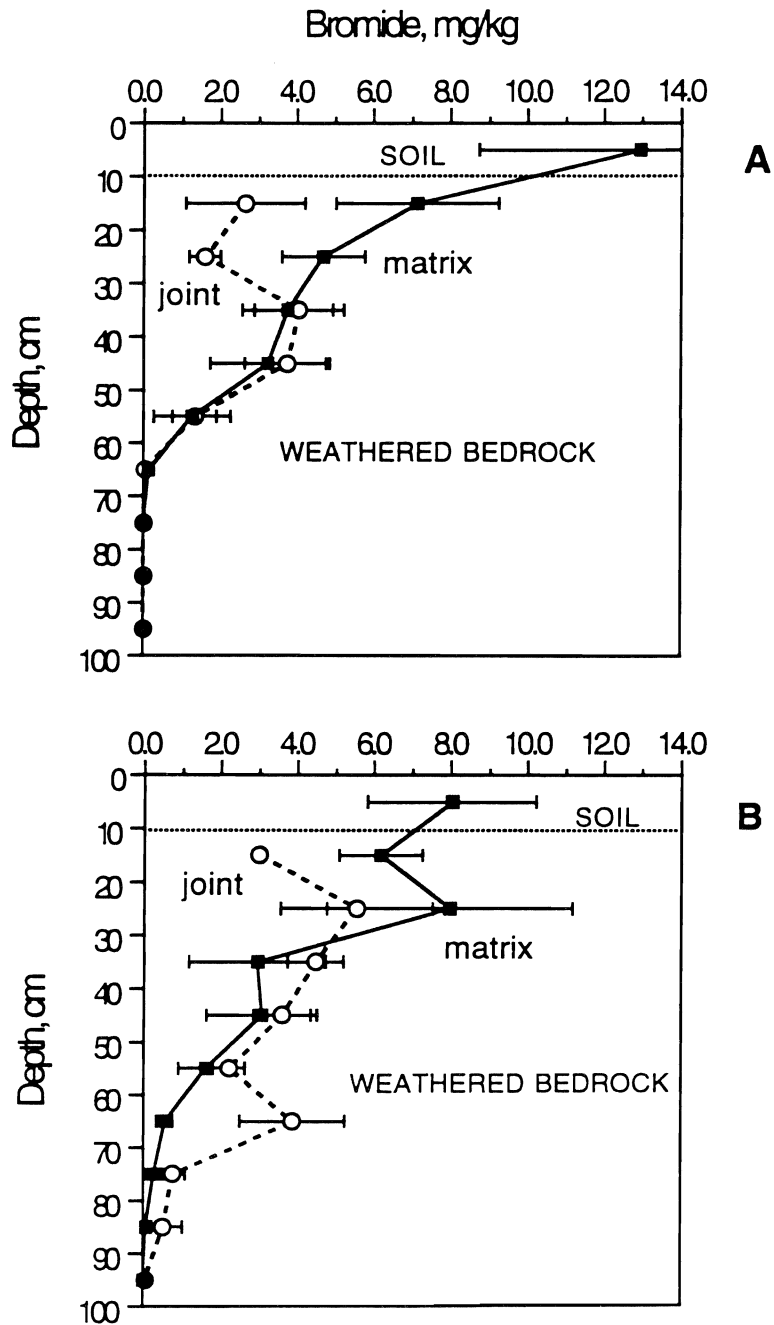 Bromide, mg/kg
0.0 2.0 4.0 6.0 8.0 10.0 12.0 14.0
0
SOIL
A
10
20
matrix
joint
30
40
Depth, cm
50
60
WEATHERED BEDROCK
70
80
90
100
0.0 2.0 4.0 6.0 8.0 10.0 12.0 14.0
0
SOIL
B
10
joint
20
30
matrix
40
Depth, cm
50
WEATHERED BEDROCK
60
70
80
90
100